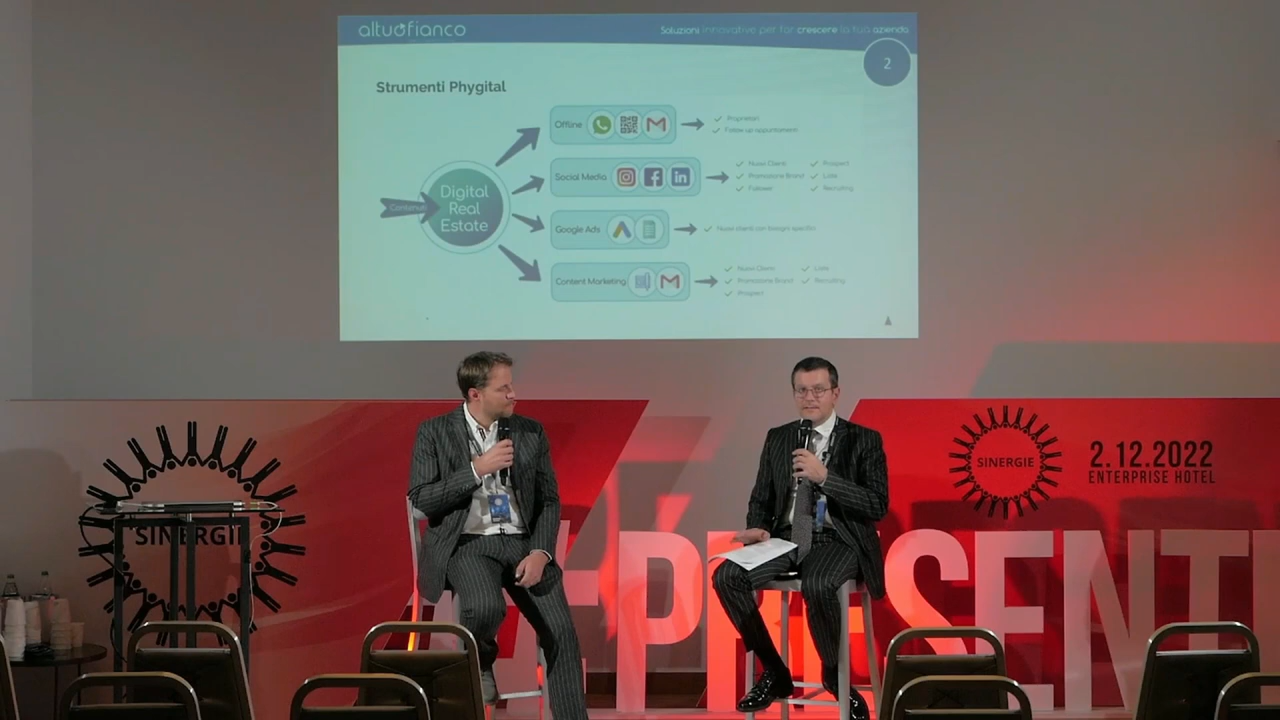 altuofianco
Soluzioni innovative per far crescere la tua azienda
2
Strumenti Phygital
Contenuti
Digital
Real
Estate
Offline
Proprietari
Follow up appuntamenti
Social Media
Nuovi Clienti
Prospect
Promozione Brand
Follower
Recruiting
Google Ads
Nuovi clienti con bisogni specifici
Content Marketing
Nuovi Clienti
Promozione Brand
Recruiting
Prospect
SINERGIE
SINERGIE
2.12.2022
ENTERPRISE HOTEL